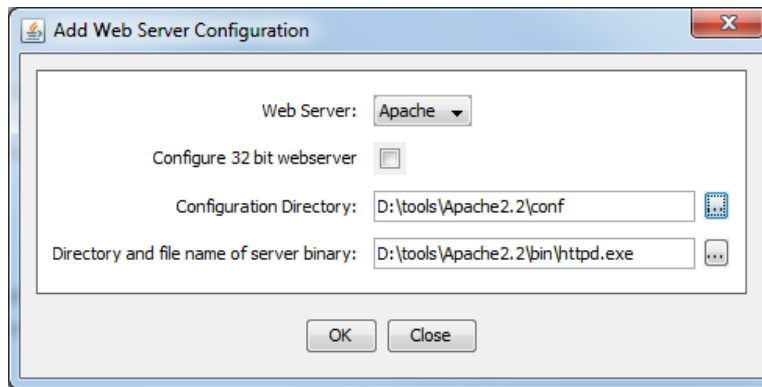 Add Web Server Configuration
Web Server: Apache
Configure 32 bit webserver
Configuration Directory: D:\tools\Apache2.2\conf ...
Directory and file name of server binary: D:\tools\Apache2.2\bin\httpd.exe ...
OK Close